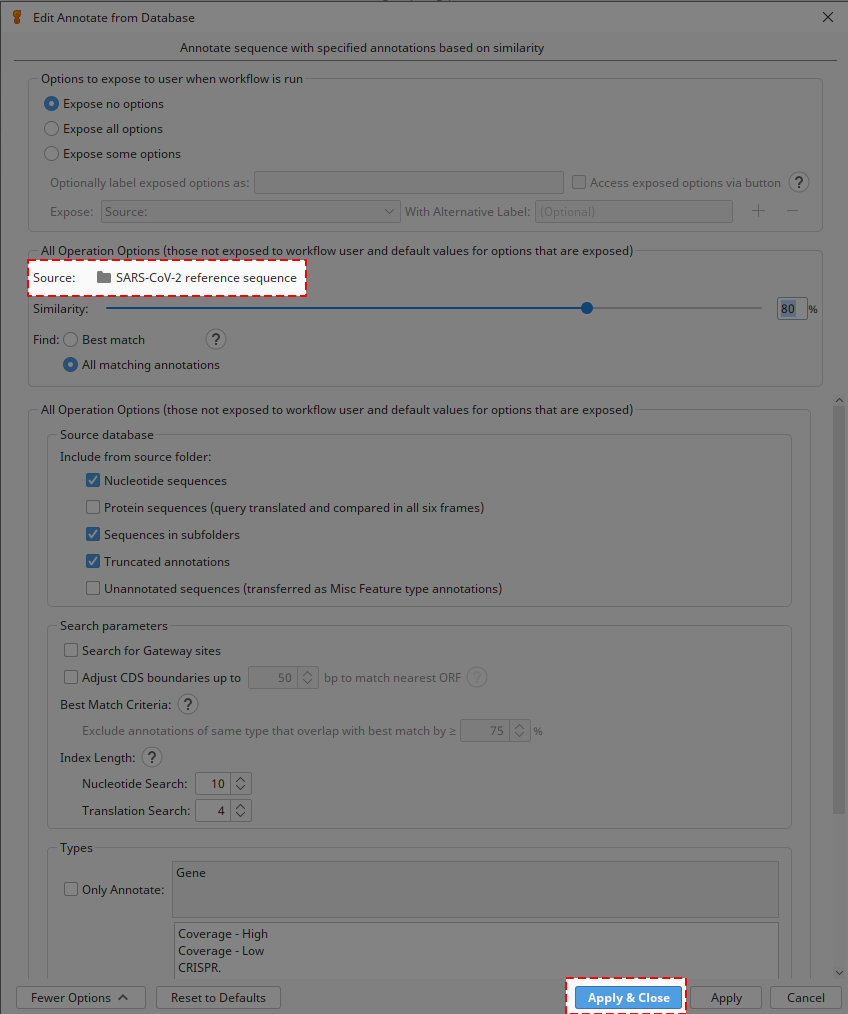 Edit Annotate from Database
Annotate sequence with specified annotations based on similarity
Options to expose to user when workflow is run
Expose no options
Expose all options
Expose some options
Optionally label exposed options as: Access exposed options via button ?
Expose: Source: With Alternative Label: (Optional) + −
All Operation Options (those not exposed to workflow user and default values for options that are exposed)
Source: SARS-CoV-2 reference sequence
Similarity: 80 %
Find: Best match ?
All matching annotations
All Operation Options (those not exposed to workflow user and default values for options that are exposed)
Source database
Include from source folder:
Nucleotide sequences
Protein sequences (query translated and compared in all six frames)
Sequences in subfolders
Truncated annotations
Unannotated sequences (transferred as Misc Feature type annotations)
Search parameters
Search for Gateway sites
Adjust CDS boundaries up to 50 bp to match nearest ORF ?
Best Match Criteria: ?
Exclude annotations of same type that overlap with best match by ≥ 75 %
Index Length: ?
Nucleotide Search: 10
Translation Search: 4
Types
Gene
Only Annotate:
Coverage - High
Coverage - Low
CRISPR.
Fewer Options Reset to Defaults Apply & Close Apply Cancel